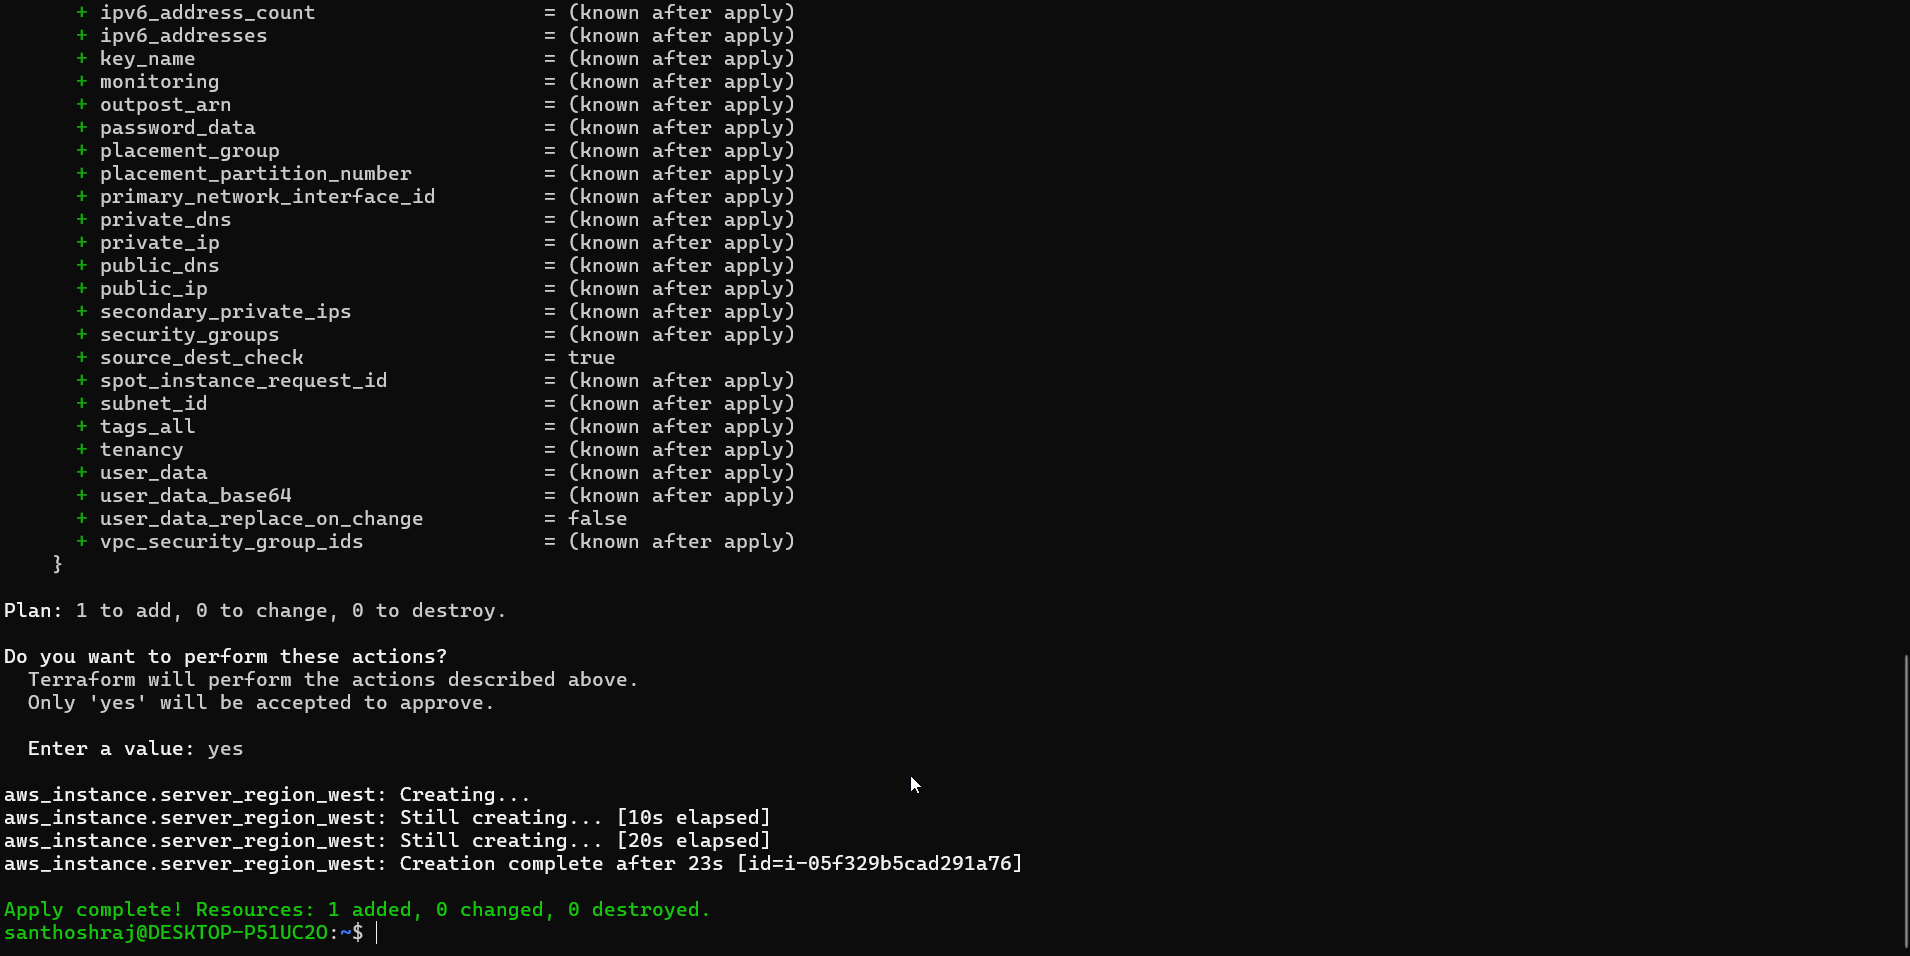 + ipv6_address_count = (known after apply)
+ ipv6_addresses = (known after apply)
+ key_name = (known after apply)
+ monitoring = (known after apply)
+ outpost_arn = (known after apply)
+ password_data = (known after apply)
+ placement_group = (known after apply)
+ placement_partition_number = (known after apply)
+ primary_network_interface_id = (known after apply)
+ private_dns = (known after apply)
+ private_ip = (known after apply)
+ public_dns = (known after apply)
+ public_ip = (known after apply)
+ secondary_private_ips = (known after apply)
+ security_groups = (known after apply)
+ source_dest_check = true
+ spot_instance_request_id = (known after apply)
+ subnet_id = (known after apply)
+ tags_all = (known after apply)
+ tenancy = (known after apply)
+ user_data = (known after apply)
+ user_data_base64 = (known after apply)
+ user_data_replace_on_change = false
+ vpc_security_group_ids = (known after apply)
}
Plan: 1 to add, 0 to change, 0 to destroy.
Do you want to perform these actions?
Terraform will perform the actions described above.
Only 'yes' will be accepted to approve.
Enter a value: yes
aws_instance.server_region_west: Creating...
aws_instance.server_region_west: Still creating... [10s elapsed]
aws_instance.server_region_west: Still creating... [20s elapsed]
aws_instance.server_region_west: Creation complete after 23s [id=i-05f329b5cad291a76]
Apply complete! Resources: 1 added, 0 changed, 0 destroyed.
santhoshraj@DESKTOP-P51UC2O:~$